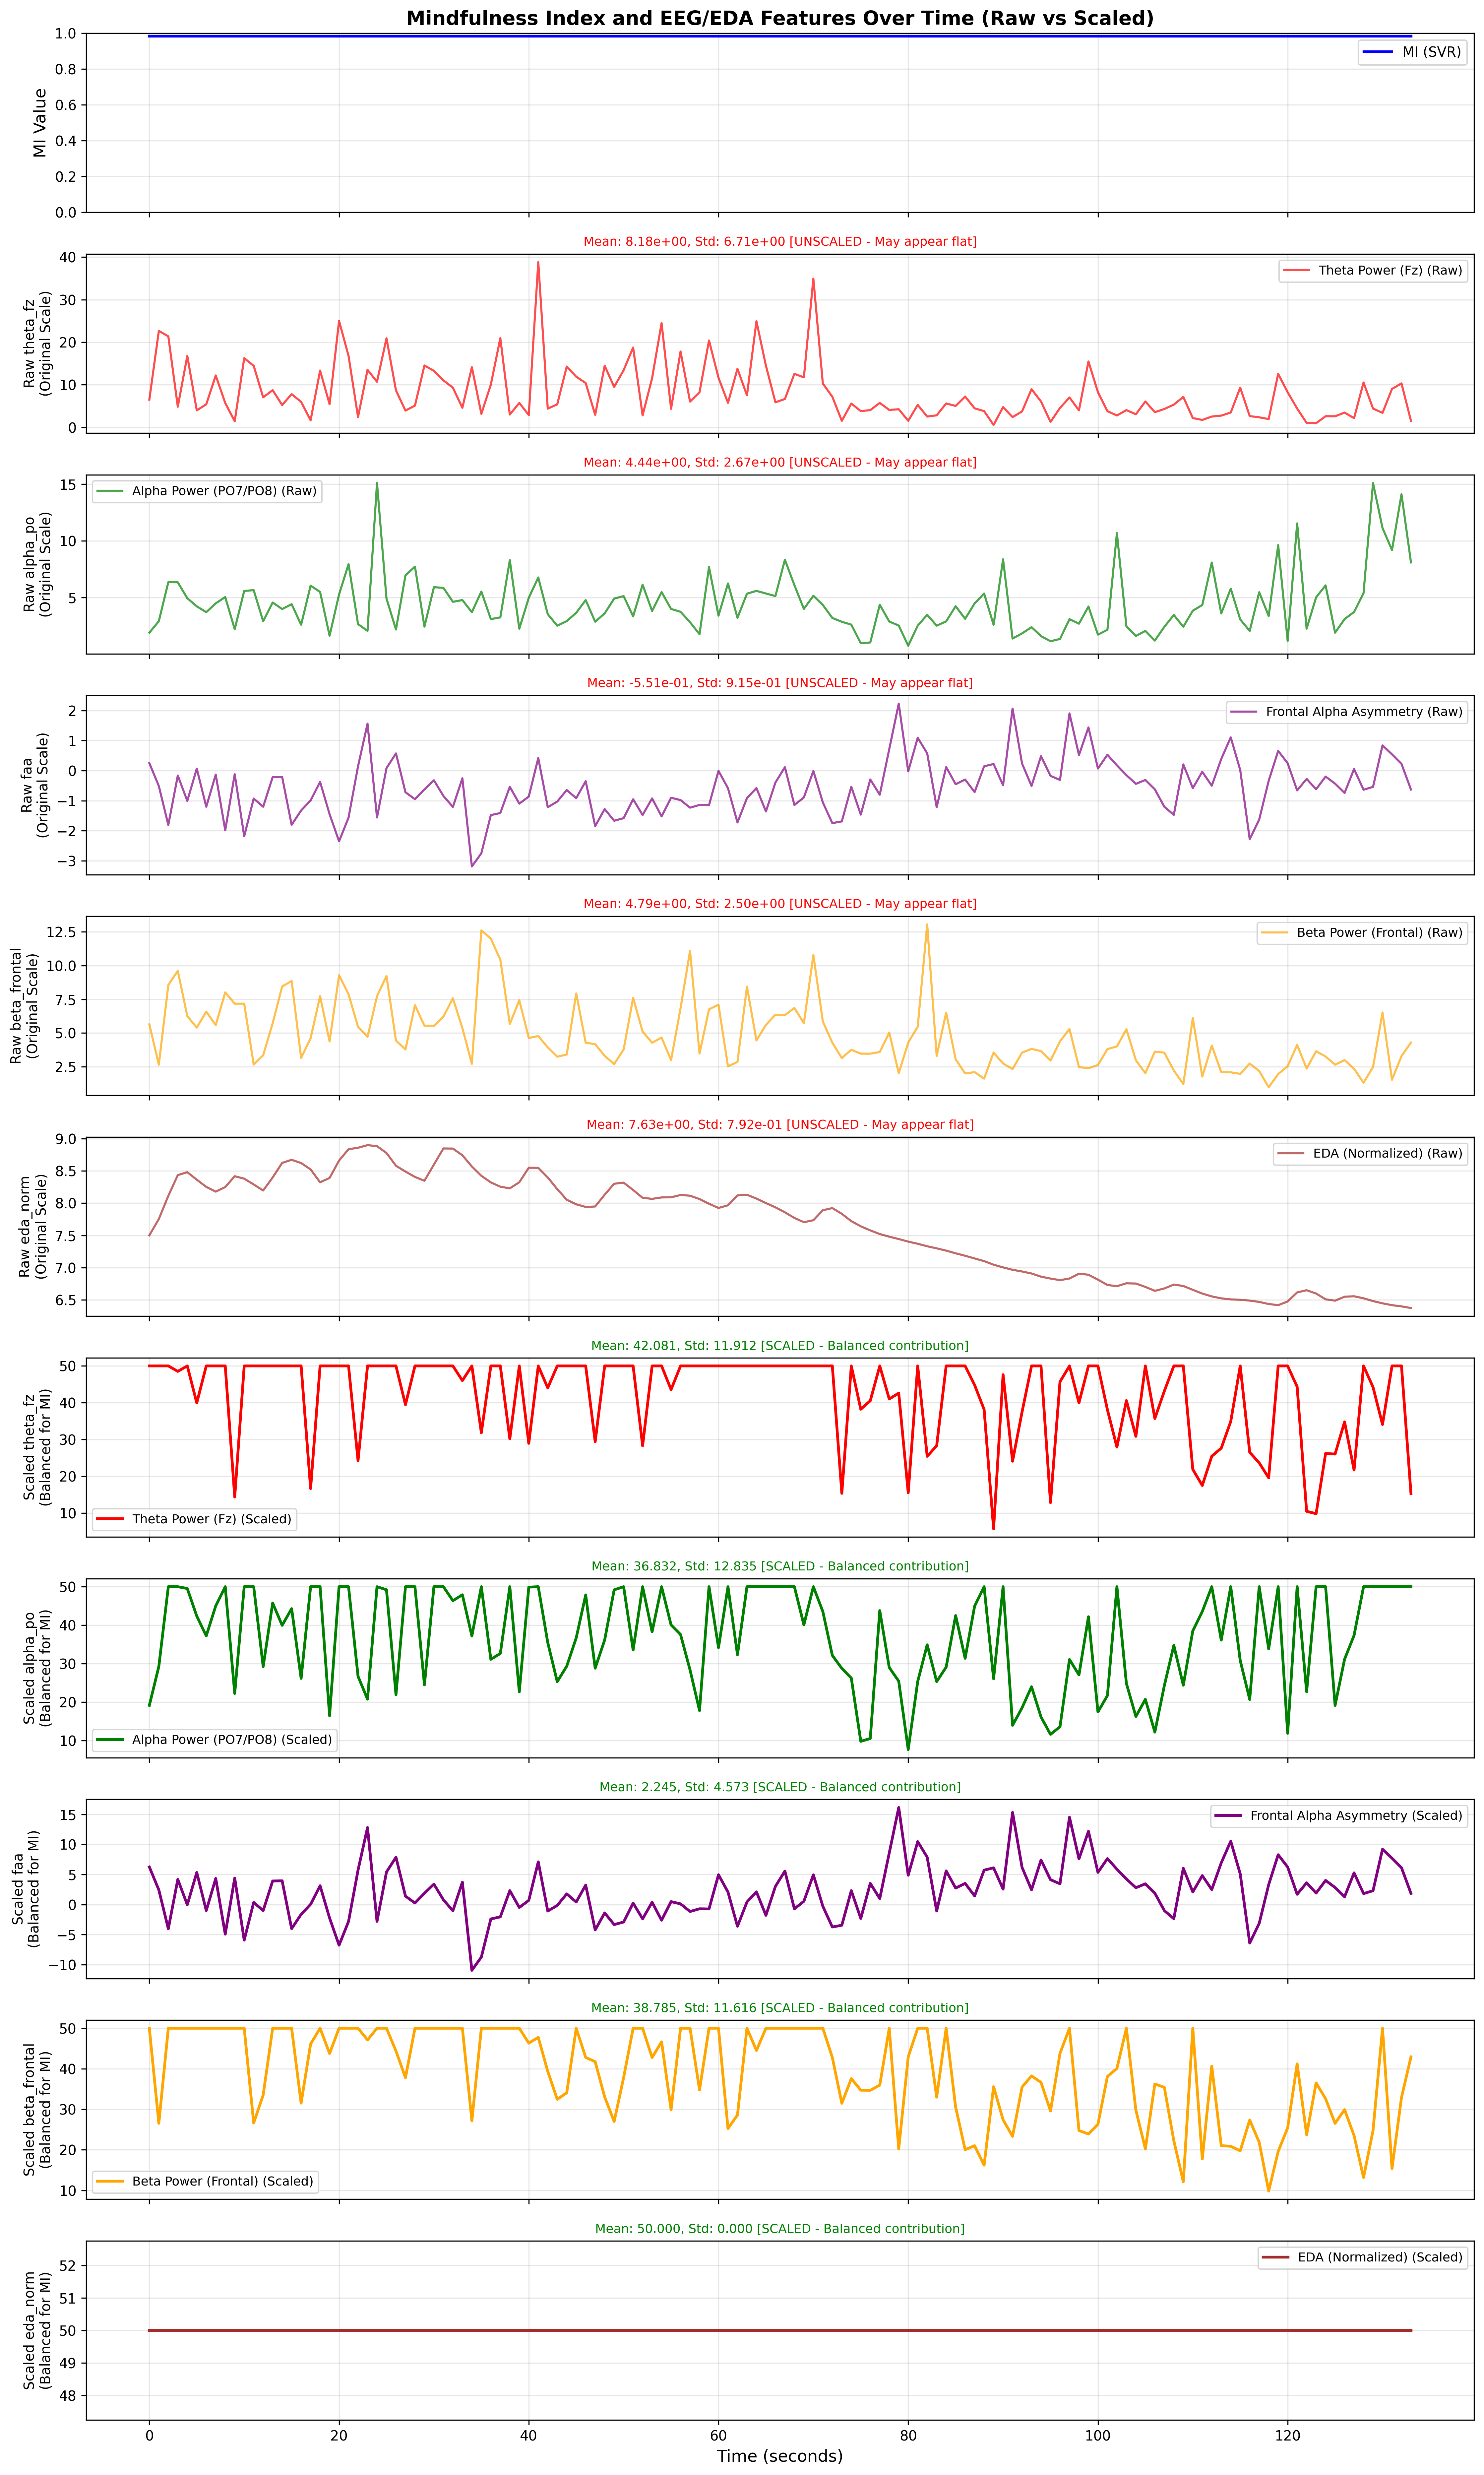 Mindfulness Index and EEG/EDA Features Over Time (Raw vs Scaled)
MI Value
1.0
0.8
0.6
0.4
0.2
0.0
MI (SVR)
Mean: 8.18e+00, Std: 6.71e+00 [UNSCALED - May appear flat]
Raw theta_fz
(Original Scale)
40
30
20
10
0
Theta Power (Fz) (Raw)
Mean: 4.44e+00, Std: 2.67e+00 [UNSCALED - May appear flat]
Raw alpha_po
(Original Scale)
15
10
5
Alpha Power (PO7/PO8) (Raw)
Mean: -5.51e-01, Std: 9.15e-01 [UNSCALED - May appear flat]
Raw faa
(Original Scale)
2
1
0
−1
−2
−3
Frontal Alpha Asymmetry (Raw)
Mean: 4.79e+00, Std: 2.50e+00 [UNSCALED - May appear flat]
Raw beta_frontal
(Original Scale)
12.5
10.0
7.5
5.0
2.5
Beta Power (Frontal) (Raw)
Mean: 7.63e+00, Std: 7.92e-01 [UNSCALED - May appear flat]
Raw eda_norm
(Original Scale)
9.0
8.5
8.0
7.5
7.0
6.5
EDA (Normalized) (Raw)
Mean: 42.081, Std: 11.912 [SCALED - Balanced contribution]
Scaled theta_fz
(Balanced for MI)
50
40
30
20
10
Theta Power (Fz) (Scaled)
Mean: 36.832, Std: 12.835 [SCALED - Balanced contribution]
Scaled alpha_po
(Balanced for MI)
50
40
30
20
10
Alpha Power (PO7/PO8) (Scaled)
Mean: 2.245, Std: 4.573 [SCALED - Balanced contribution]
Scaled faa
(Balanced for MI)
15
10
5
0
−5
−10
Frontal Alpha Asymmetry (Scaled)
Mean: 38.785, Std: 11.616 [SCALED - Balanced contribution]
Scaled beta_frontal
(Balanced for MI)
50
40
30
20
10
Beta Power (Frontal) (Scaled)
Mean: 50.000, Std: 0.000 [SCALED - Balanced contribution]
Scaled eda_norm
(Balanced for MI)
52
51
50
49
48
EDA (Normalized) (Scaled)
0 20 40 60 80 100 120
Time (seconds)